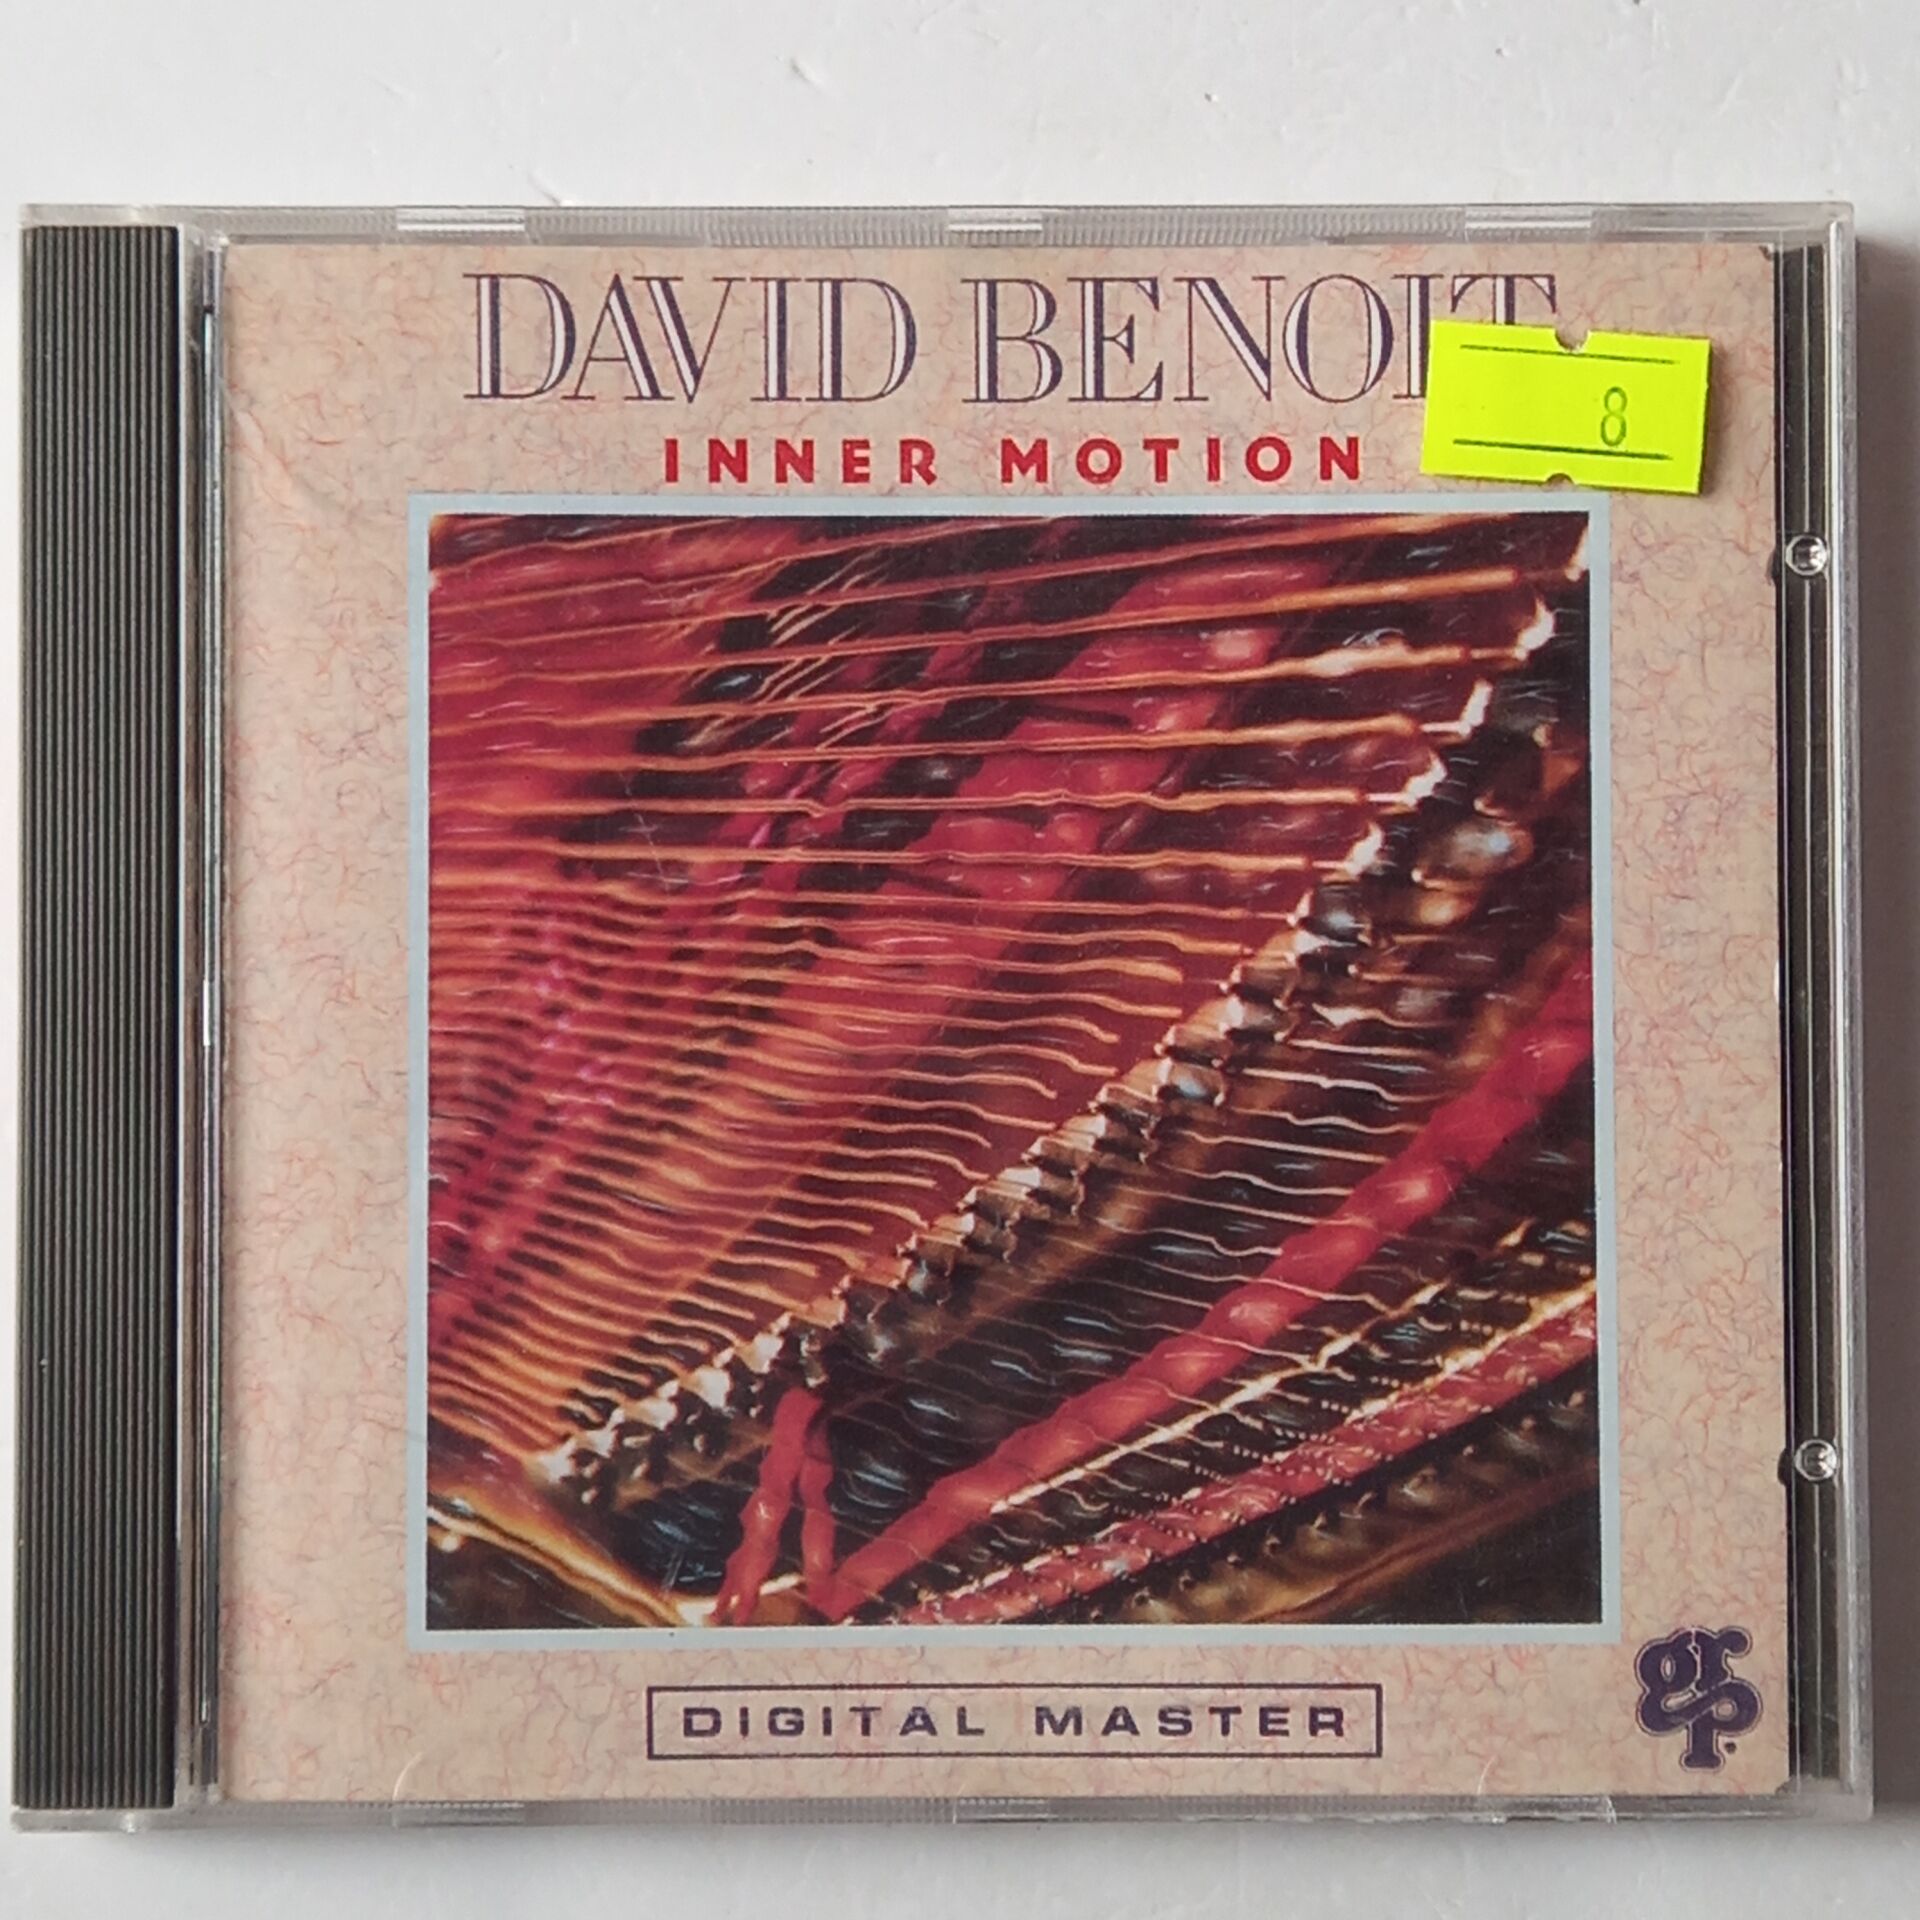 DAVID BENOIT
8
INNER MOTION
DIGITAL MASTER
grp